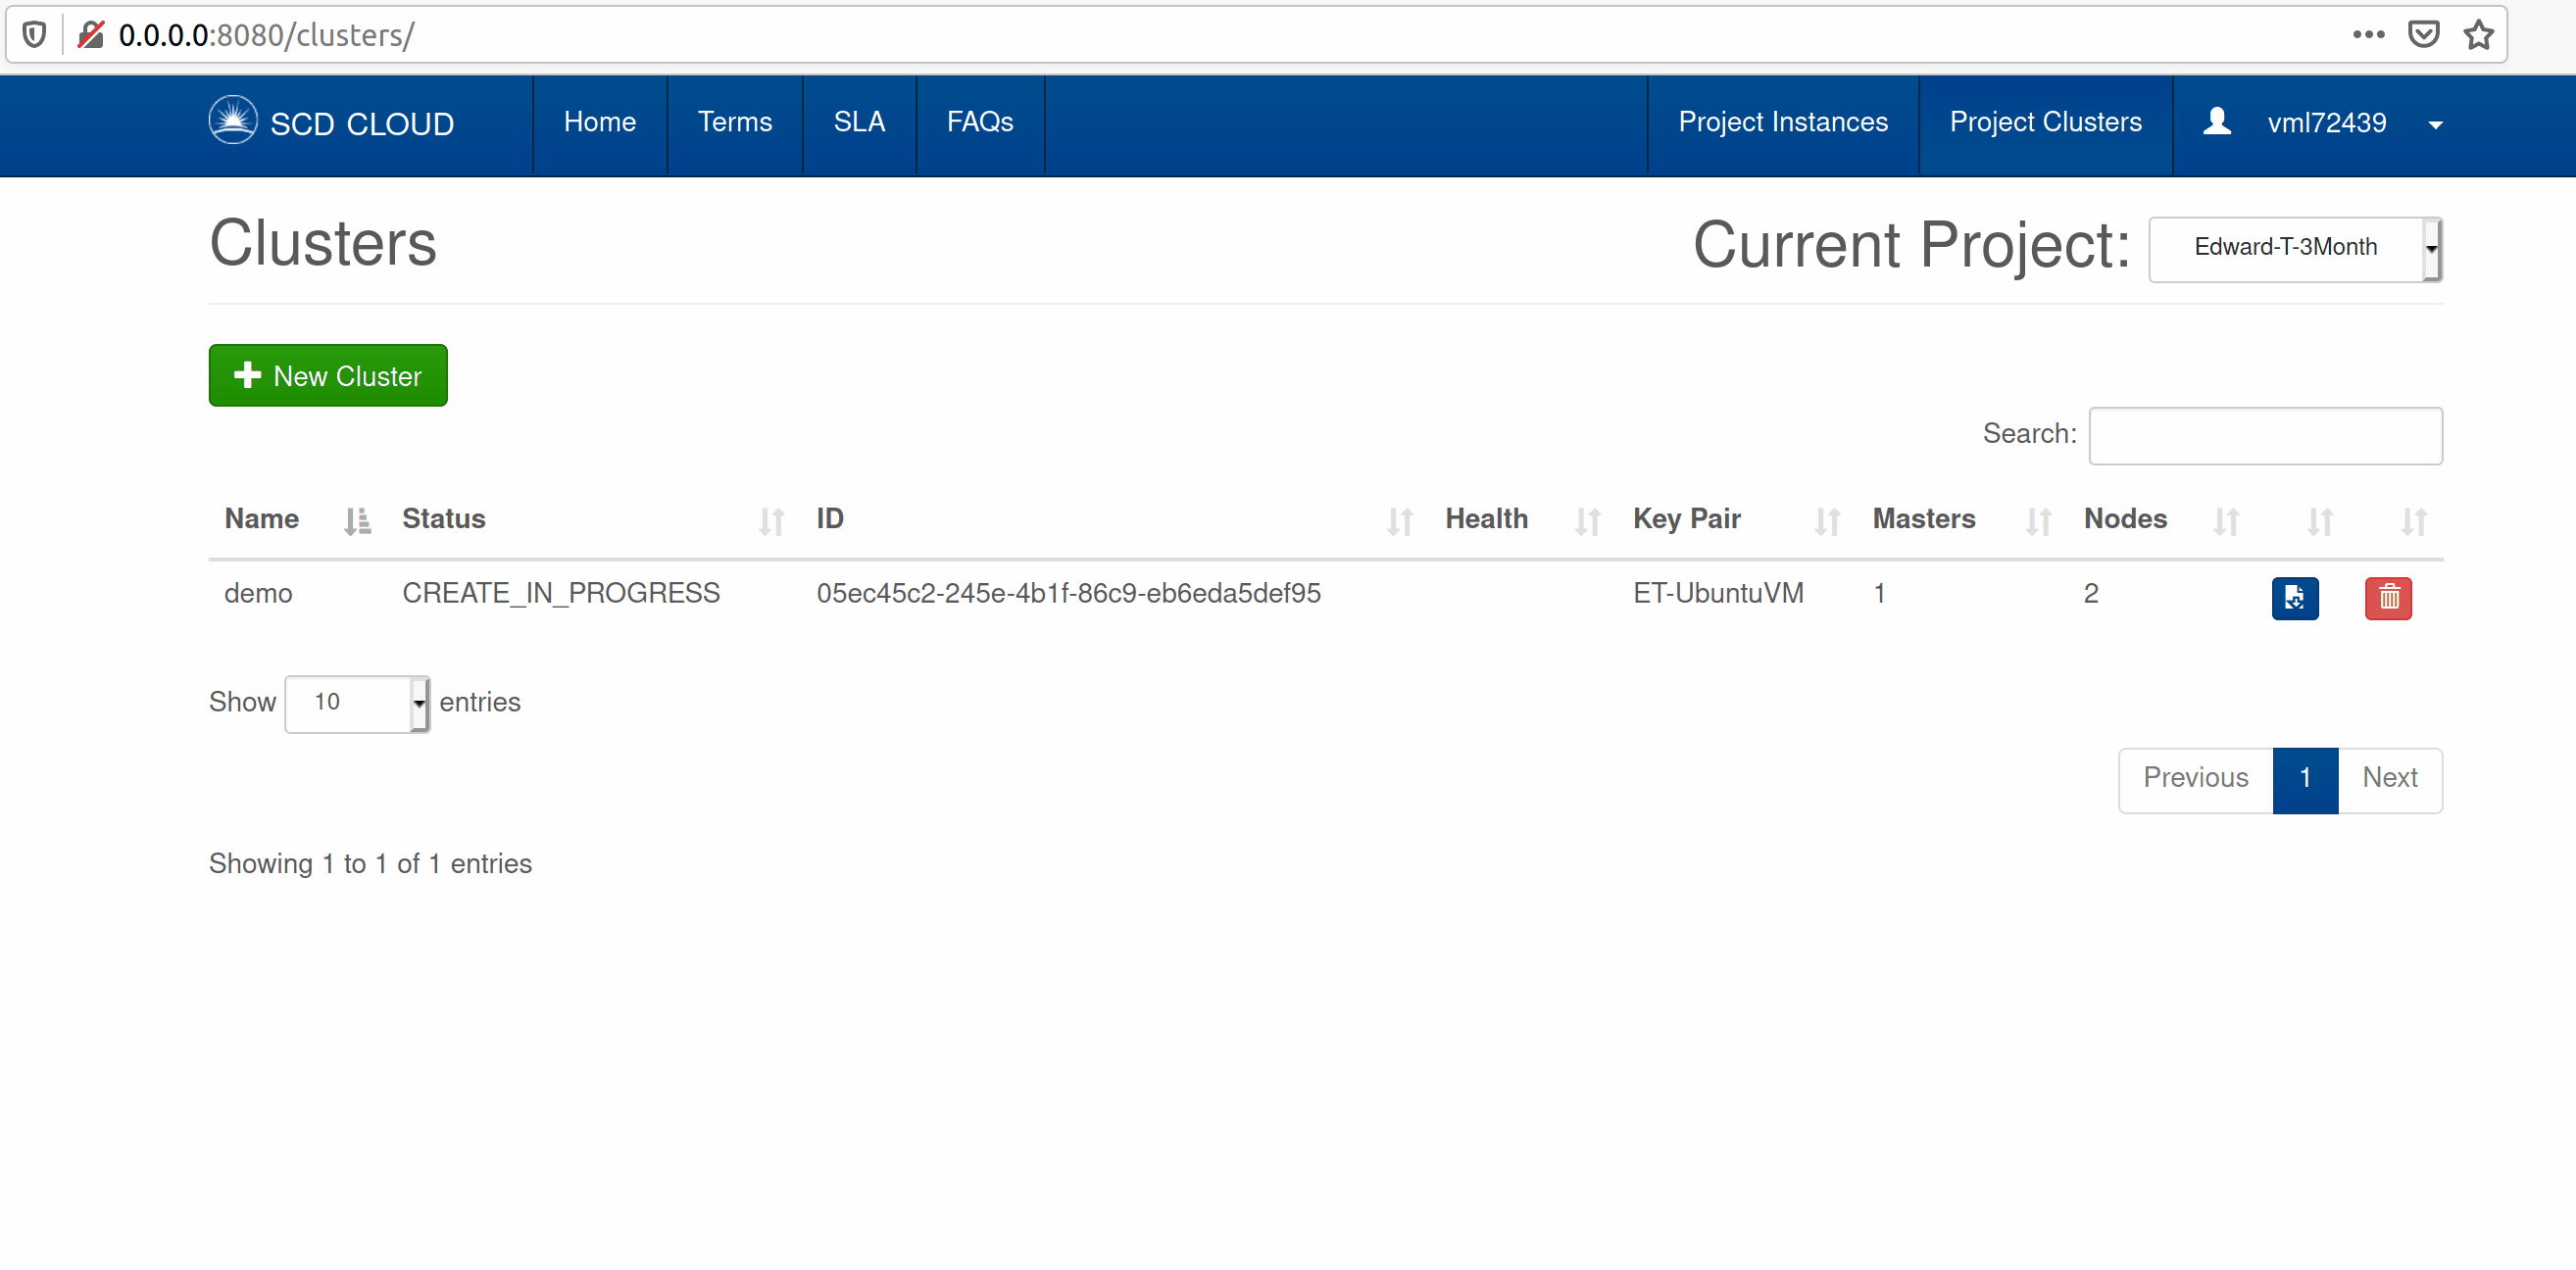 0.0.0.0:8080/clusters/
SCD CLOUD Home Terms SLA FAQs Project Instances Project Clusters vml72439
Clusters Current Project: Edward-T-3Month
New Cluster
Search:
Name Status ID Health Key Pair Masters Nodes
demo CREATE_IN_PROGRESS 05ec45c2-245e-4b1f-86c9-eb6eda5def95 ET-UbuntuVM 1 2
Show 10 entries
Previous 1 Next
Showing 1 to 1 of 1 entries